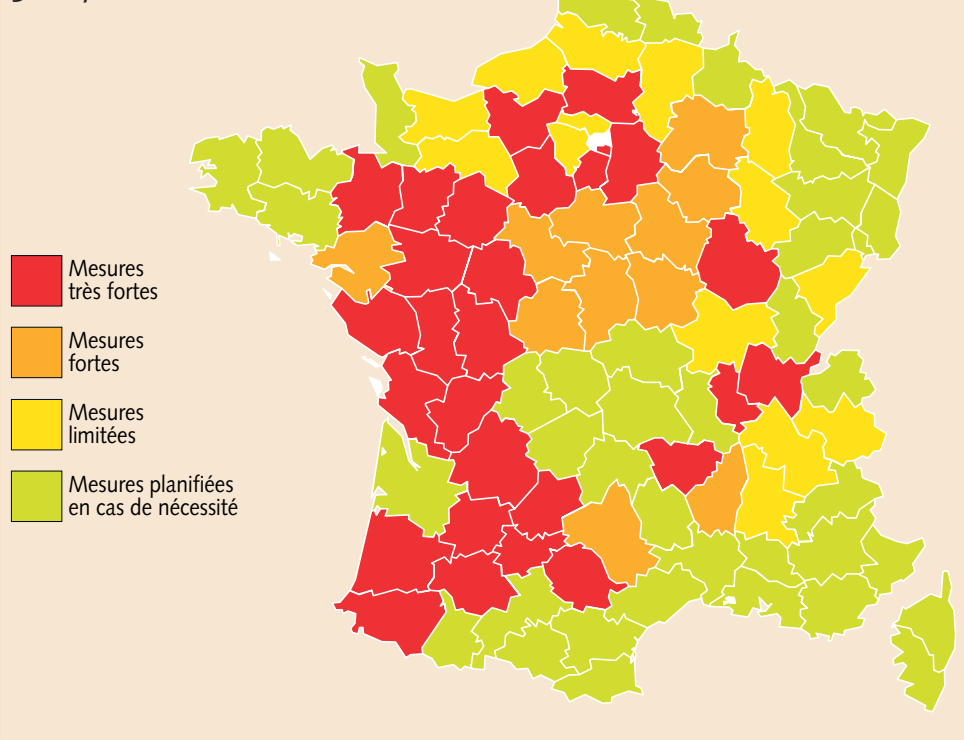 Mesures
très fortes
Mesures
fortes
Mesures
limitées
Mesures planifiées
en cas de nécessité